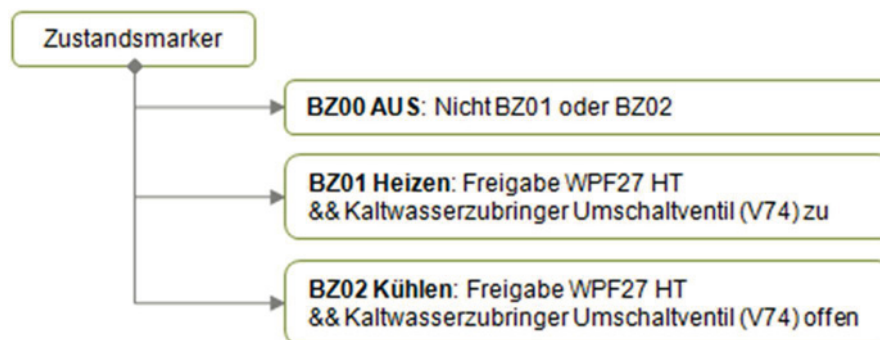 Zustandsmarker
BZ00 AUS: Nicht BZ01 oder BZ02
BZ01 Heizen: Freigabe WPF27 HT
&& Kaltwasserzubringer Umschaltventil (V74) zu
BZ02 Kühlen: Freigabe WPF27 HT
&& Kaltwasserzubringer Umschaltventil (V74) offen